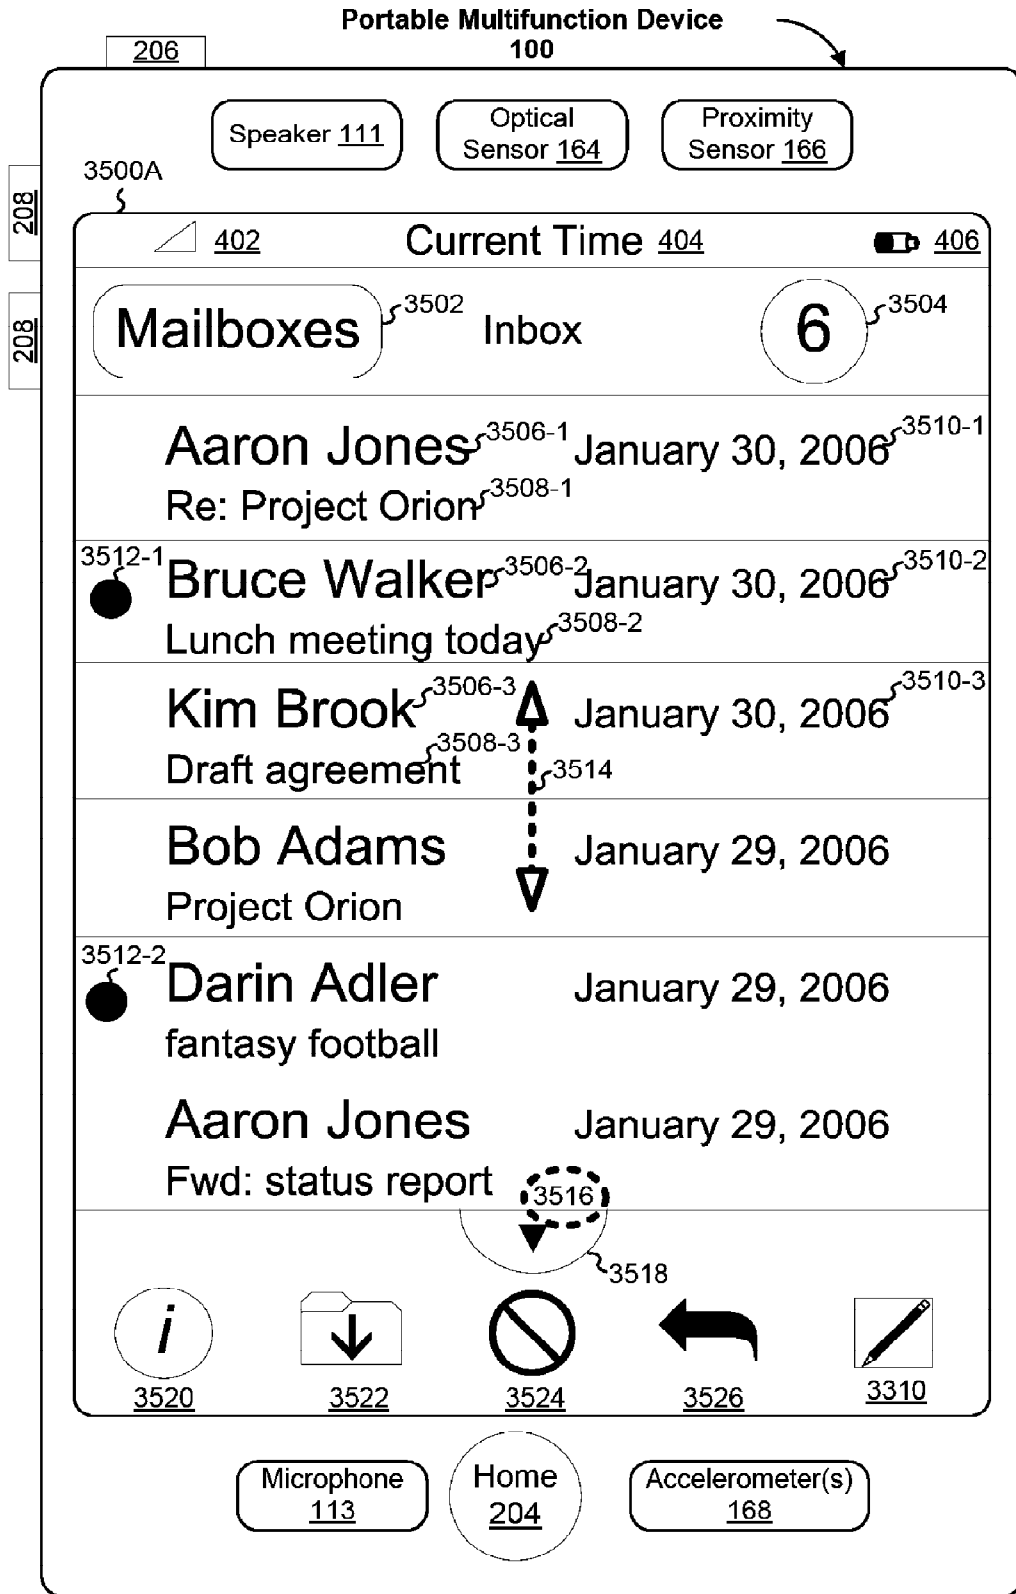 Portable Multifunction Device
100
206
Speaker 111
Optical
Sensor 164
Proximity
Sensor 166
208
208
3500A
402
Current Time 404
406
Mailboxes
3502
Inbox
6
3504
Aaron Jones
3506-1
January 30, 2006
3510-1
Re: Project Orion
3508-1
3512-1
Bruce Walker
3506-2
January 30, 2006
3510-2
Lunch meeting today
3508-2
Kim Brook
3506-3
January 30, 2006
3510-3
Draft agreement
3508-3
3514
Bob Adams
January 29, 2006
Project Orion
3512-2
Darin Adler
January 29, 2006
fantasy football
Aaron Jones
January 29, 2006
Fwd: status report
3516
3518
i
3520
3522
3524
3526
3310
Microphone
113
Home
204
Accelerometer(s)
168